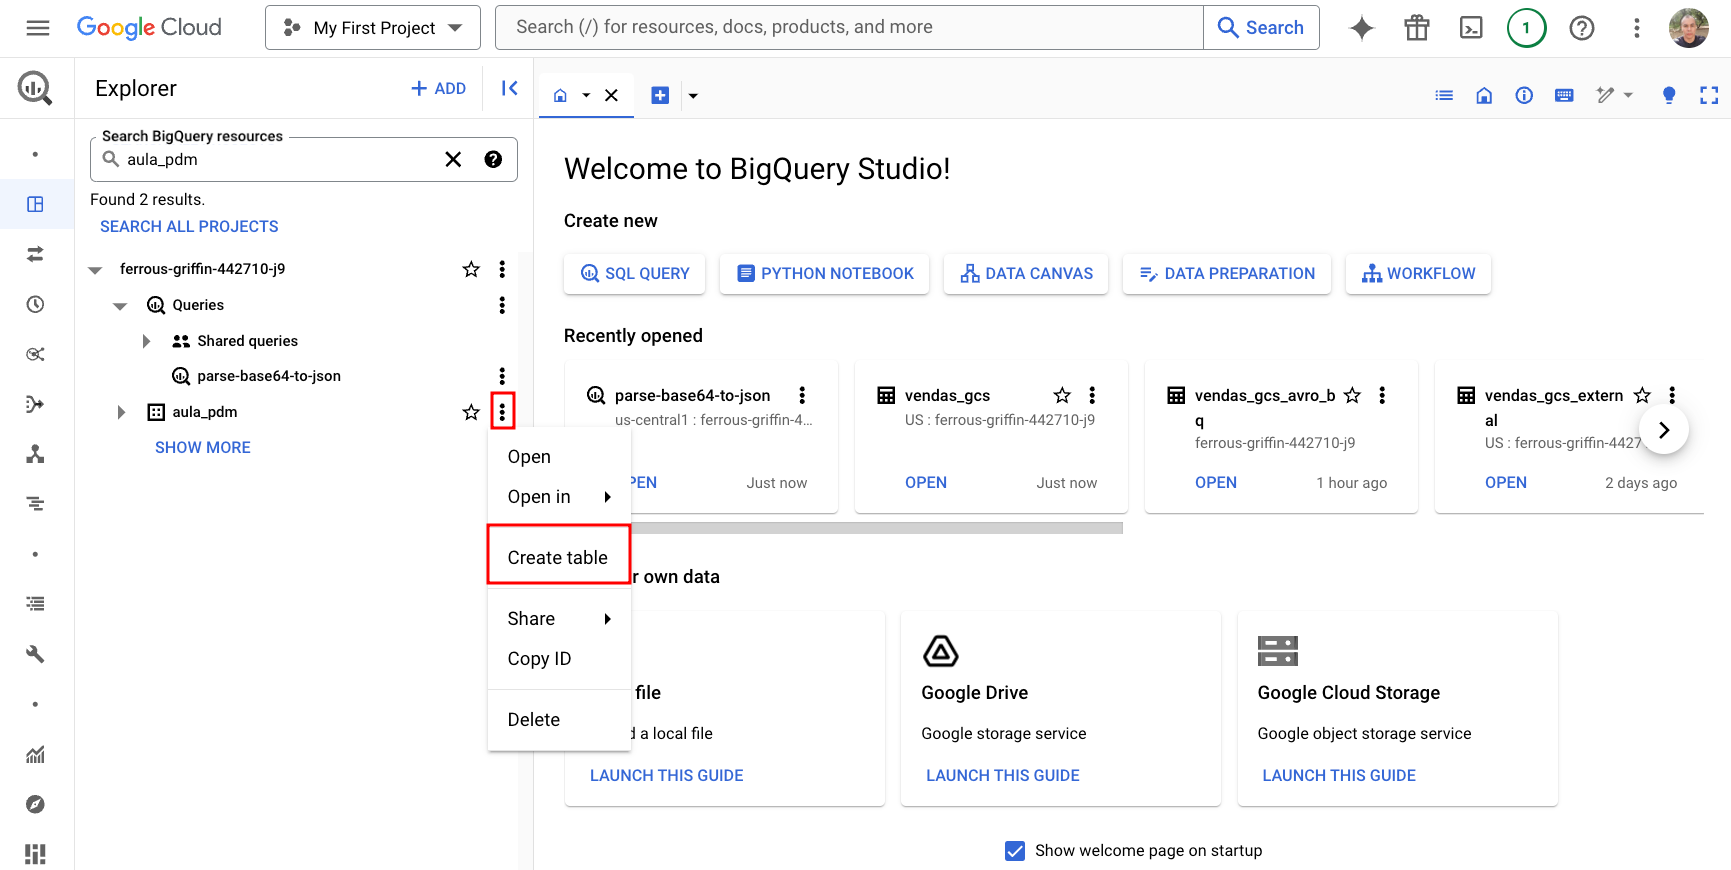 Google Cloud
My First Project
Search (/) for resources, docs, products, and more
Search
1
Explorer
ADD
Search BigQuery resources
aula_pdm
Found 2 results.
SEARCH ALL PROJECTS
ferrous-griffin-442710-j9
Queries
Shared queries
parse-base64-to-json
aula_pdm
SHOW MORE
Open
Open in
Create table
Share
Copy ID
Delete
Welcome to BigQuery Studio!
Create new
SQL QUERY
PYTHON NOTEBOOK
DATA CANVAS
DATA PREPARATION
WORKFLOW
Recently opened
parse-base64-to-json
us-central1 : ferrous-griffin-4...
PEN
Just now
vendas_gcs
US : ferrous-griffin-442710-j9
OPEN
Just now
vendas_gcs_avro_b
q
ferrous-griffin-442710-j9
OPEN
1 hour ago
vendas_gcs_extern
al
US : ferrous-griffin-4427
OPEN
2 days ago
r own data
file
d a local file
LAUNCH THIS GUIDE
Google Drive
Google storage service
LAUNCH THIS GUIDE
Google Cloud Storage
Google object storage service
LAUNCH THIS GUIDE
Show welcome page on startup